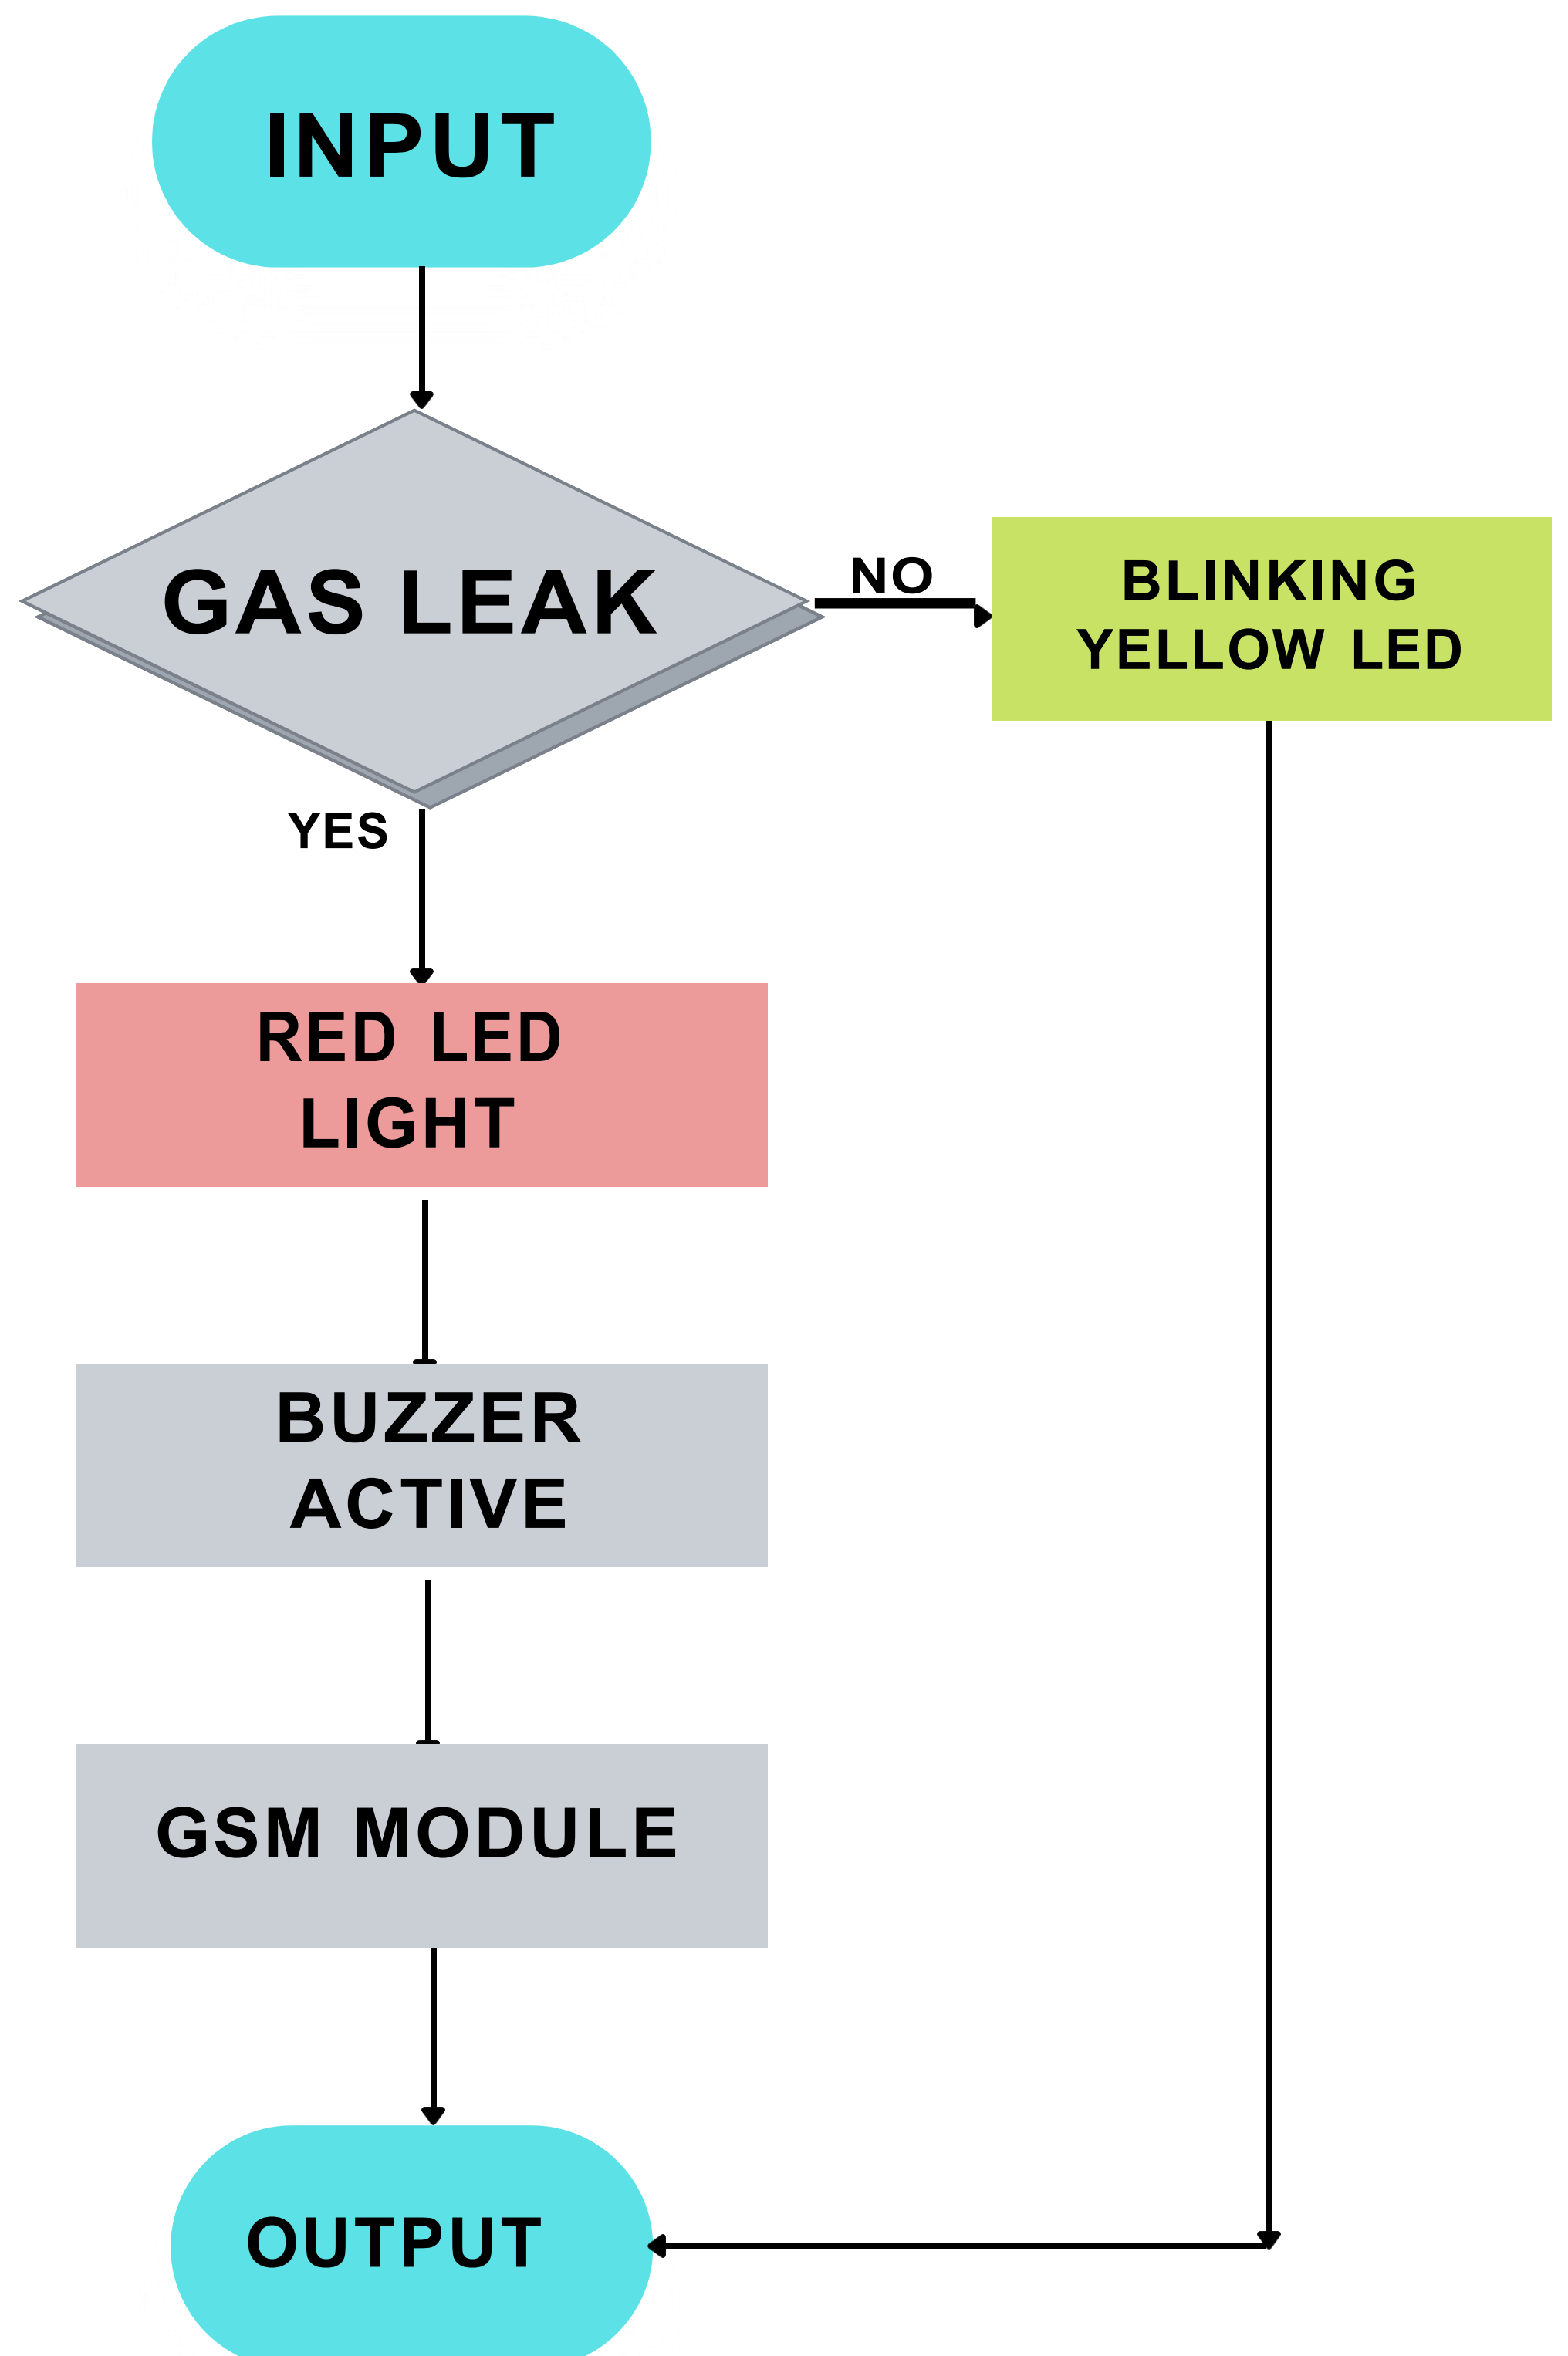 INPUT
GAS LEAK
NO
BLINKING
YELLOW LED
YES
RED LED
LIGHT
BUZZER
ACTIVE
GSM MODULE
OUTPUT